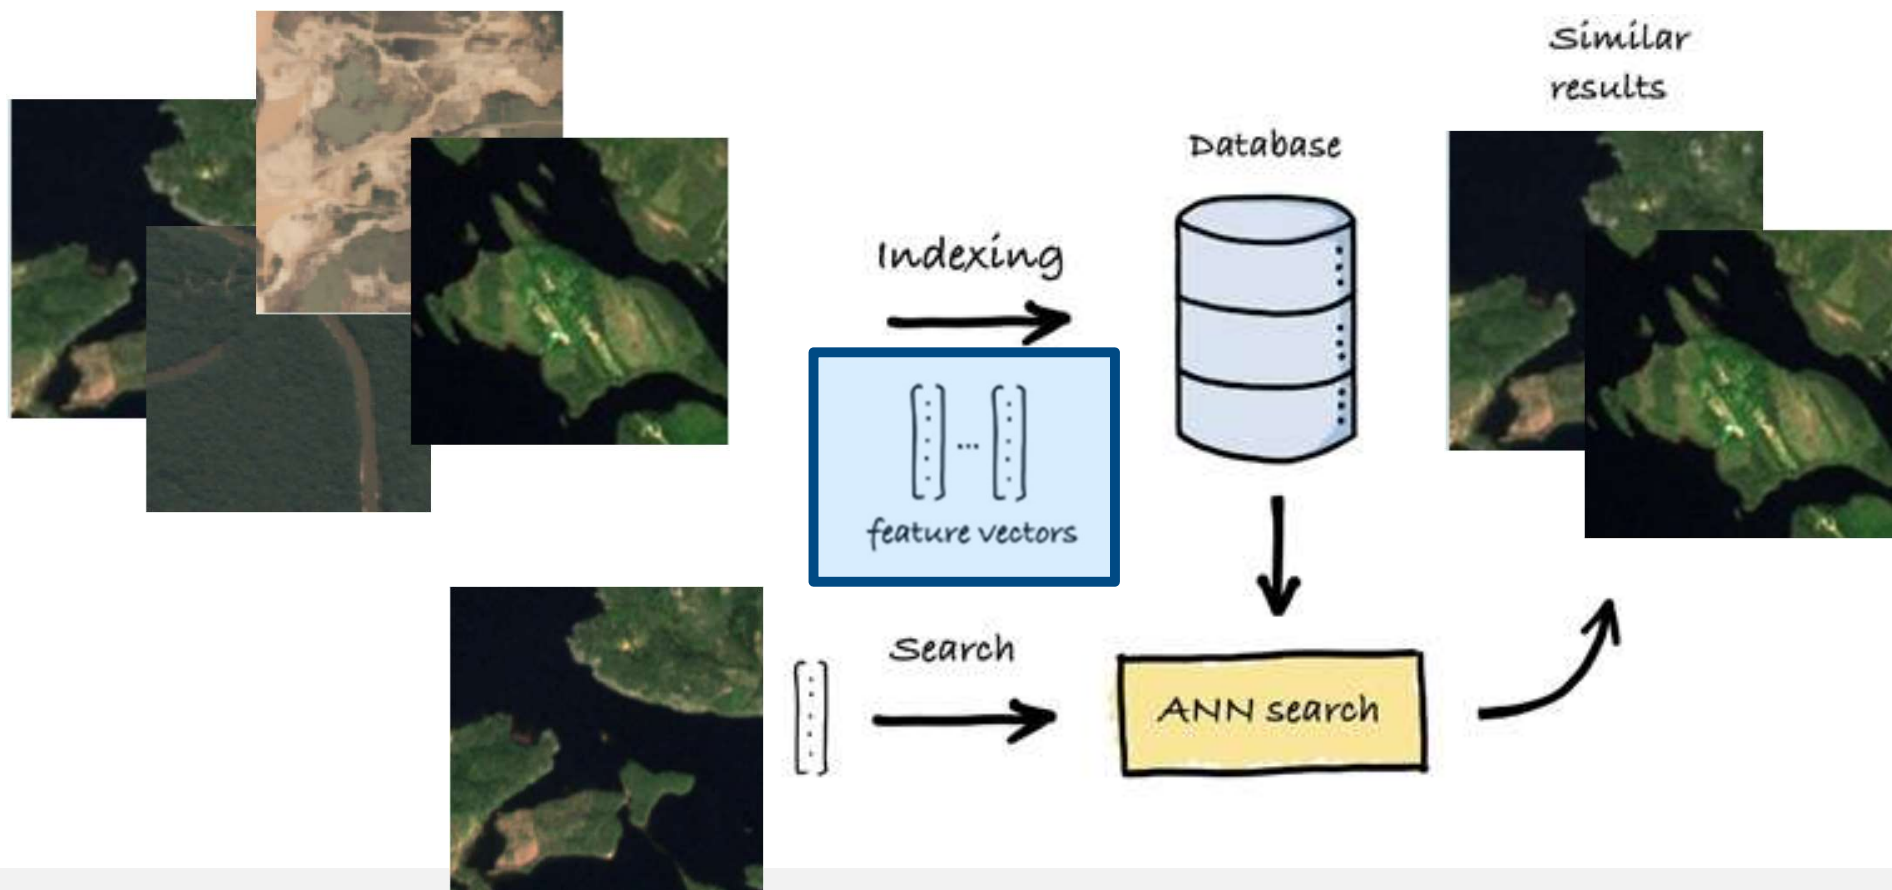 Similar
results
Database
Indexing
...
feature vectors
Search
ANN search